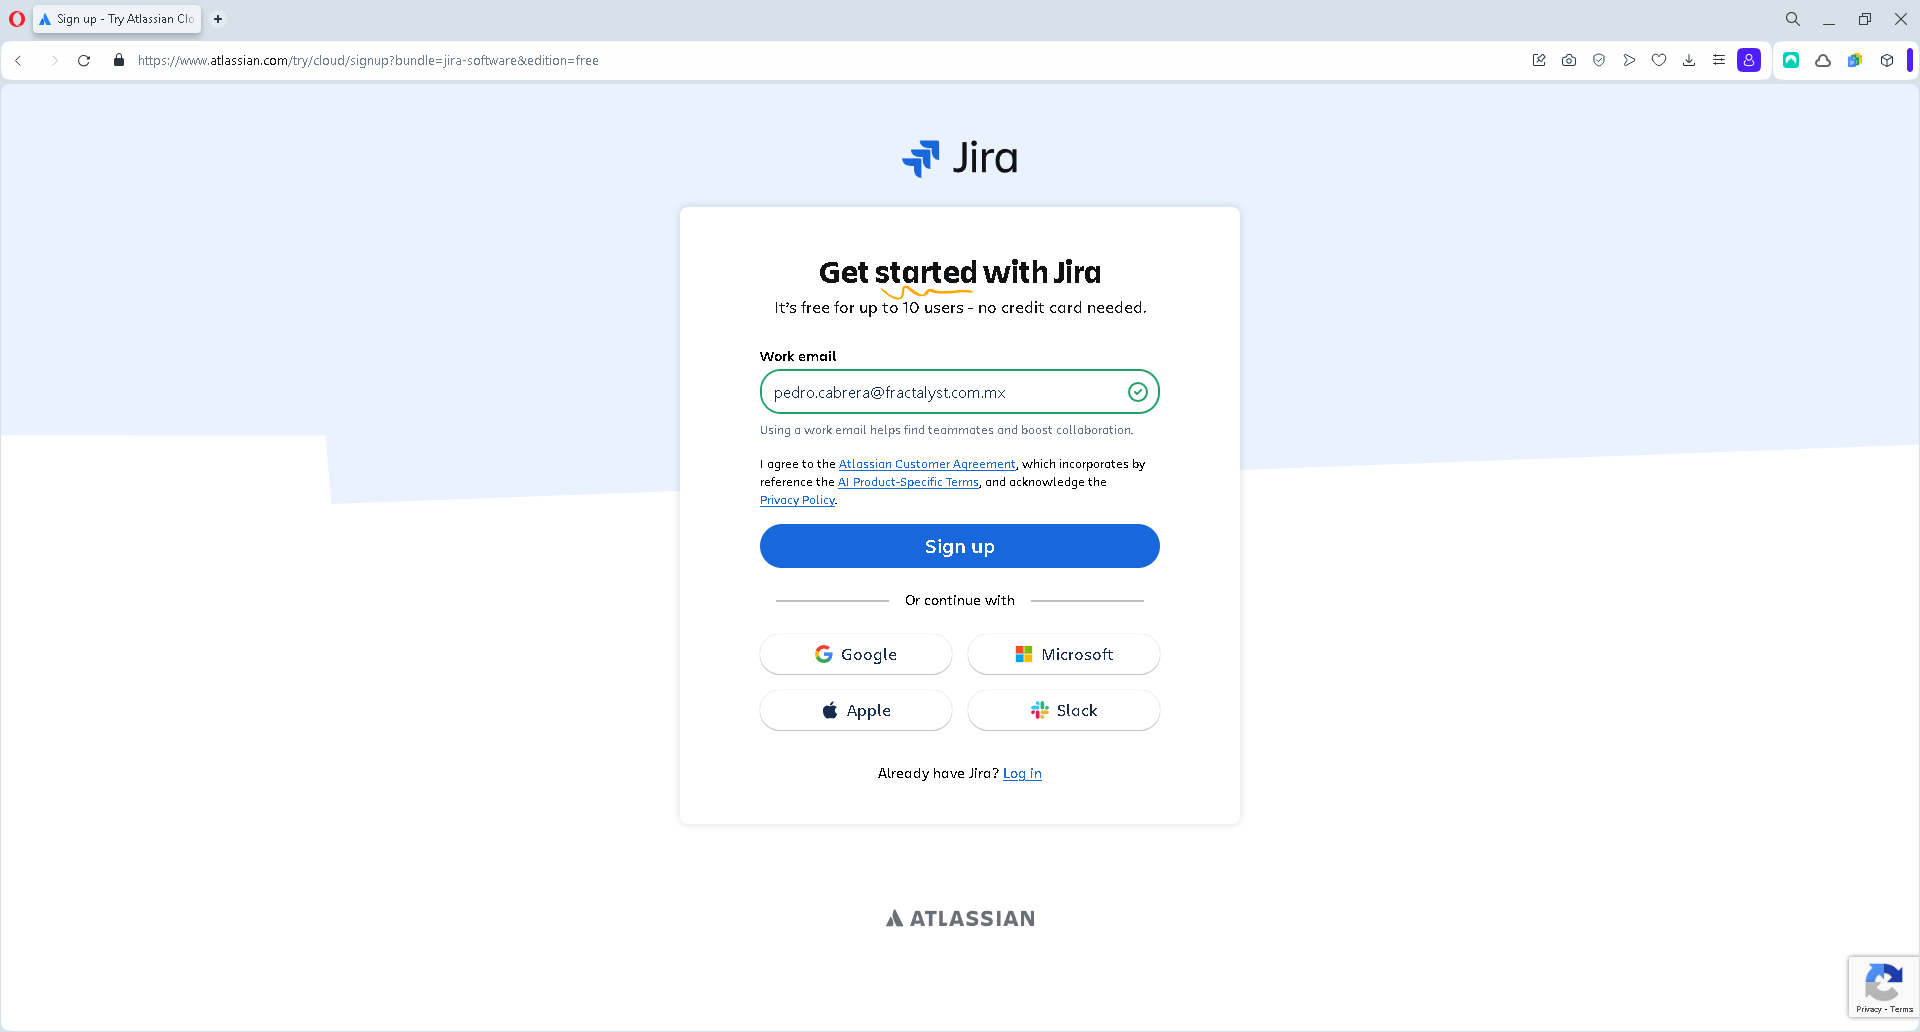 Sign up - Try Atlassian Clo
https://www.atlassian.com/try/cloud/signup?bundle=jira-software&edition=free
Jira
Get started with Jira
It's free for up to 10 users - no credit card needed.
Work email
pedro.cabrera@fractalyst.com.mx
Using a work email helps find teammates and boost collaboration.
I agree to the Atlassian Customer Agreement, which incorporates by
reference the AI Product-Specific Terms, and acknowledge the
Privacy Policy.
Sign up
Or continue with
Google
Microsoft
Apple
Slack
Already have Jira? Log in
ATLASSIAN
Privacy - Terms